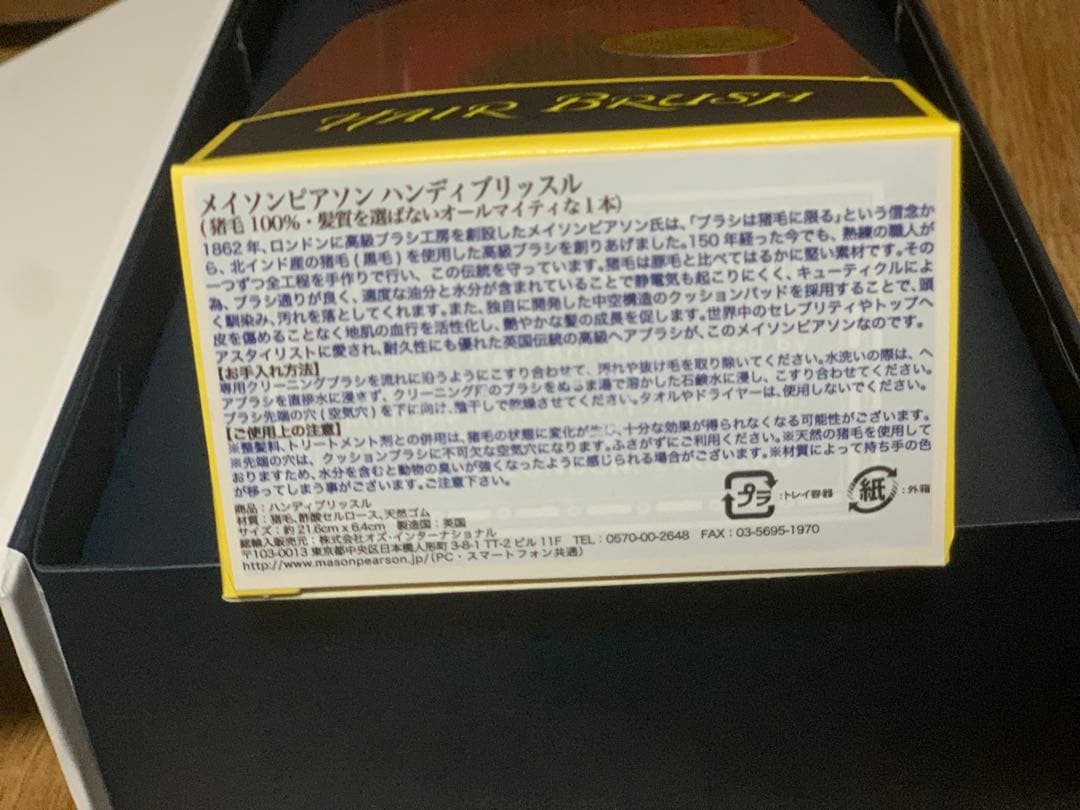 HAIR BRUSH
メイソンピアソン ハンディブリッスル
(猪毛100%・髪質を選ばないオールマイティな1本)
1862年、ロンドンに高級ブラシ工房を創設したメイソンピアソン氏は、「ブラシは猪毛に限る」という信念か
ら、北インド産の猪毛(黒毛)を使用した高級ブラシを創りあげました。150年経った今でも、熟練の職人が
一つずつ全工程を手作りで行い、この伝統を守っています。猪毛は豚毛と比べてはるかに堅い素材です。その
為、ブラシ通りが良く、適度な油分と水分が含まれていることで静電気も起こりにくく、キューティクルによ
く馴染み、汚れを落としてくれます。また、独自に開発した中空構造のクッションパッドを採用することで、頭
皮を傷めることなく地肌の血行を活性化し、艶やかな髪の成長を促します。世界中のセレブリティやトップヘ
アスタイリストに愛され、耐久性にも優れた英国伝統の高級ヘアブラシが、このメイソンピアソンなのです。
【お手入れ方法】
専用クリーニングブラシを流れに沿うようにこすり合わせて、汚れや抜け毛を取り除いてください。水洗いの際は、ヘ
アブラシを直接水に浸さず、クリーニング用のブラシをぬるま湯で溶かした石鹸水に浸し、こすり合わせてください。
ブラシ先端の穴(空気穴)を下に向け、陰干しで乾燥させてください。タオルやドライヤーは、使用しないでください。
【ご使用上の注意】
※整髪料、トリートメント剤との併用は、猪毛の状態に変化が生じ、十分な効果が得られなくなる可能性がございます。
※先端の穴は、クッションブラシに不可欠な空気穴になります。ふさがずにご利用ください。※天然の猪毛を使用して
おりますため、水分を含むと動物の臭いが強くなったように感じられる場合がございます。※材質によって持ち手の色
が移ってしまう事がございます。ご注意下さい。
商品：ハンディブリッスル
材質：猪毛、酢酸セルロース、天然ゴム
サイズ：約21.6cm x 6.4cm 製造国：英国
総輸入販売元：株式会社オズ・インターナショナル
〒103-0013 東京都中央区日本橋人形町3-8-1 TT-2 ビル 11F TEL：0570-00-2648 FAX：03-5695-1970
http://www.masonpearson.jp/(PC・スマートフォン共通)
プラ：トレイ容器
紙：外箱